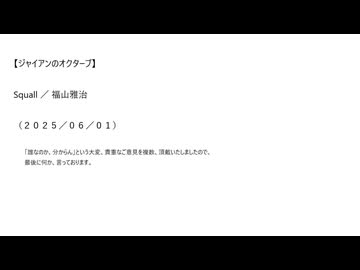 【ジャイアンのオクターブ】
Squall ／ 福山雅治
（２０２５／０６／０１）
「誰なのか、分からん」という大変、貴重なご意見を複数、頂戴いたしましたので、
最後に何か、言っております。